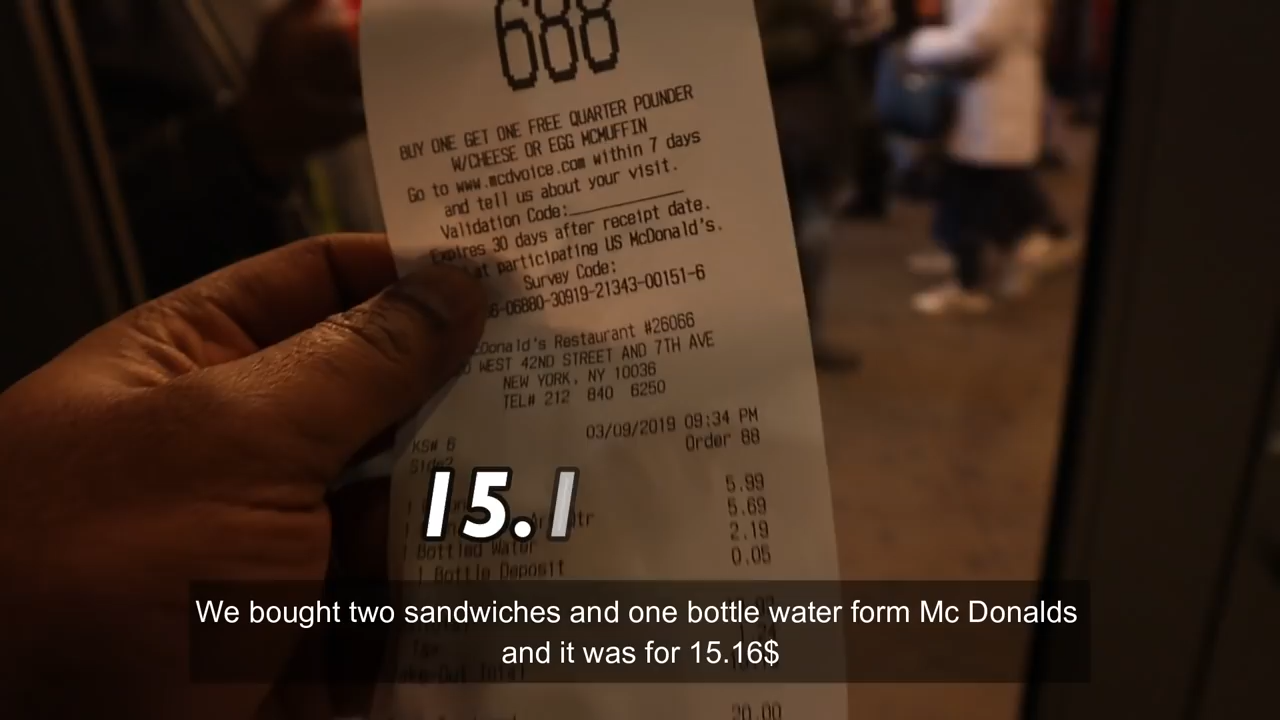 688
BUY ONE GET ONE FREE QUARTER POUNDER
W/CHEESE OR EGG MCMUFFIN
Go to www.mcdvoice.com within 7 days
and tell us about your visit.
Validation Code:
Expires 30 days after receipt date.
at participating US McDonald's.
Survey Code:
6-06880-30919-21343-00151-6
cDonald's Restaurant #26066
WEST 42ND STREET AND 7TH AVE
NEW YORK, NY 10036
TEL# 212 840 6250
KS# 6 03/09/2019 09:34 PM
Side2 Order 88
5.99
5.69
Bottled Water 2.19
1 Bottle Deposit 0.05
15.1
We bought two sandwiches and one bottle water form Mc Donalds
and it was for 15.16$
20.00